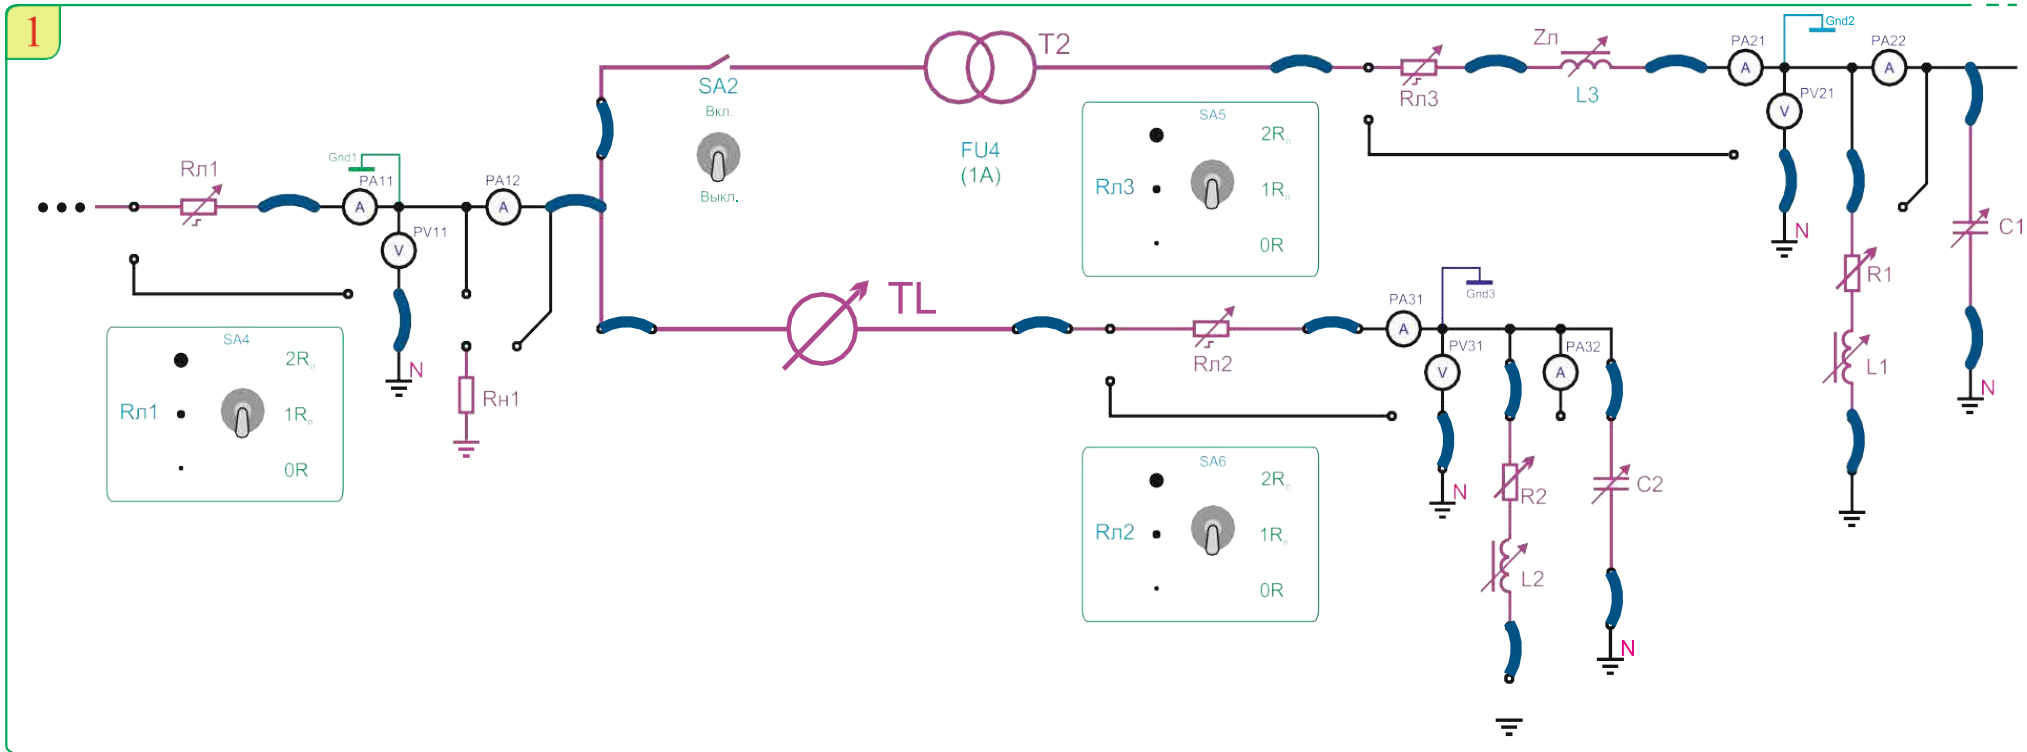 1
SA2
Вкл.
Выкл.
T2
FU4
(1A)
Rл3
Zл
L3
PA21
Gnd2
PA22
PV21
N
R1
L1
C1
N
SA5
2Rл
Rл3
1Rл
0R
Rл1
Gnd1
PA11
PV11
PA12
N
Rн1
SA4
2Rл
Rл1
1Rл
0R
TL
Rл2
PA31
Gnd3
PV31
PA32
N
R2
L2
C2
N
SA6
2Rл
Rл2
1Rл
0R
A
V
A
A
V
A
A
V
A